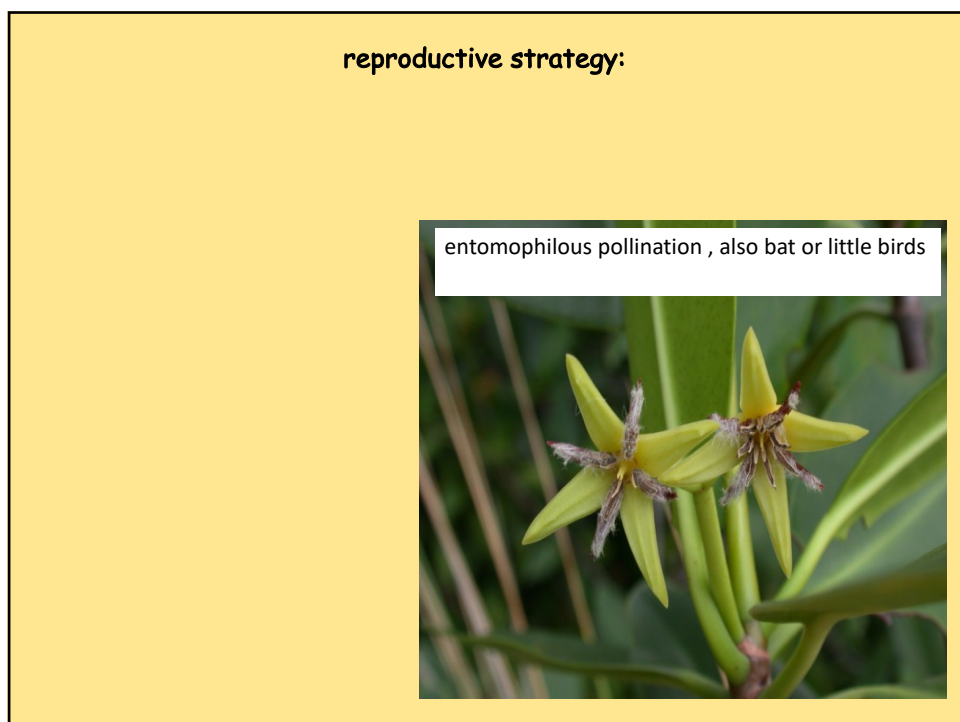 reproductive strategy:
entomophilous pollination , also bat or little birds